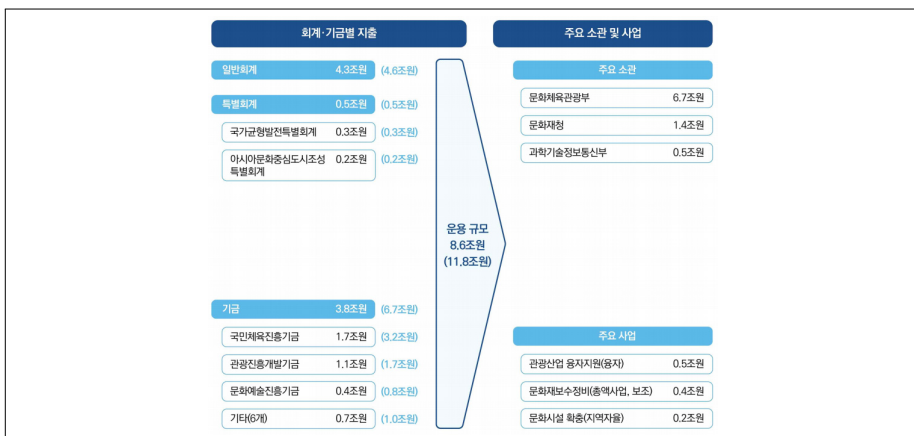 회계·기금별 지출
일반회계 4.3조원 (4.6조원)
특별회계 0.5조원 (0.5조원)
국가균형발전특별회계 0.3조원 (0.3조원)
아시아문화중심도시조성 0.2조원 (0.2조원)
특별회계
기금 3.8조원 (6.7조원)
국민체육진흥기금 1.7조원 (3.2조원)
관광진흥개발기금 1.1조원 (1.7조원)
문화예술진흥기금 0.4조원 (0.8조원)
기타(6개) 0.7조원 (1.0조원)
운용 규모
8.6조원
(11.8조원)
주요 소관 및 사업
주요 소관
문화체육관광부 6.7조원
문화재청 1.4조원
과학기술정보통신부 0.5조원
주요 사업
관광산업 융자지원(융자) 0.5조원
문화재보수정비(총액사업, 보조) 0.4조원
문화시설 확충(지역자율) 0.2조원